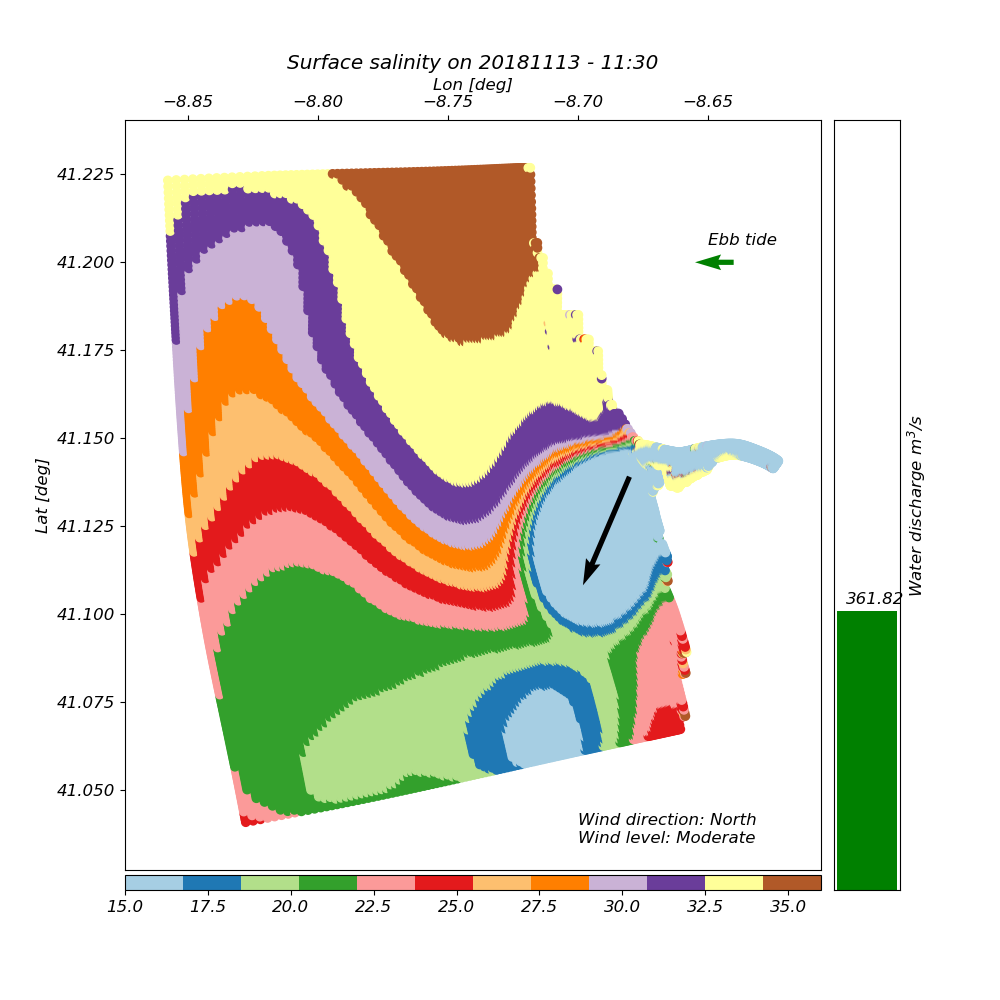 Surface salinity on 20181113 - 11:30
Lon [deg]
−8.85 −8.80 −8.75 −8.70 −8.65
41.225
41.200
41.175
41.150
41.125
41.100
41.075
41.050
Lat [deg]
Ebb tide
Wind direction: North
Wind level: Moderate
361.82
Water discharge m³/s
15.0 17.5 20.0 22.5 25.0 27.5 30.0 32.5 35.0